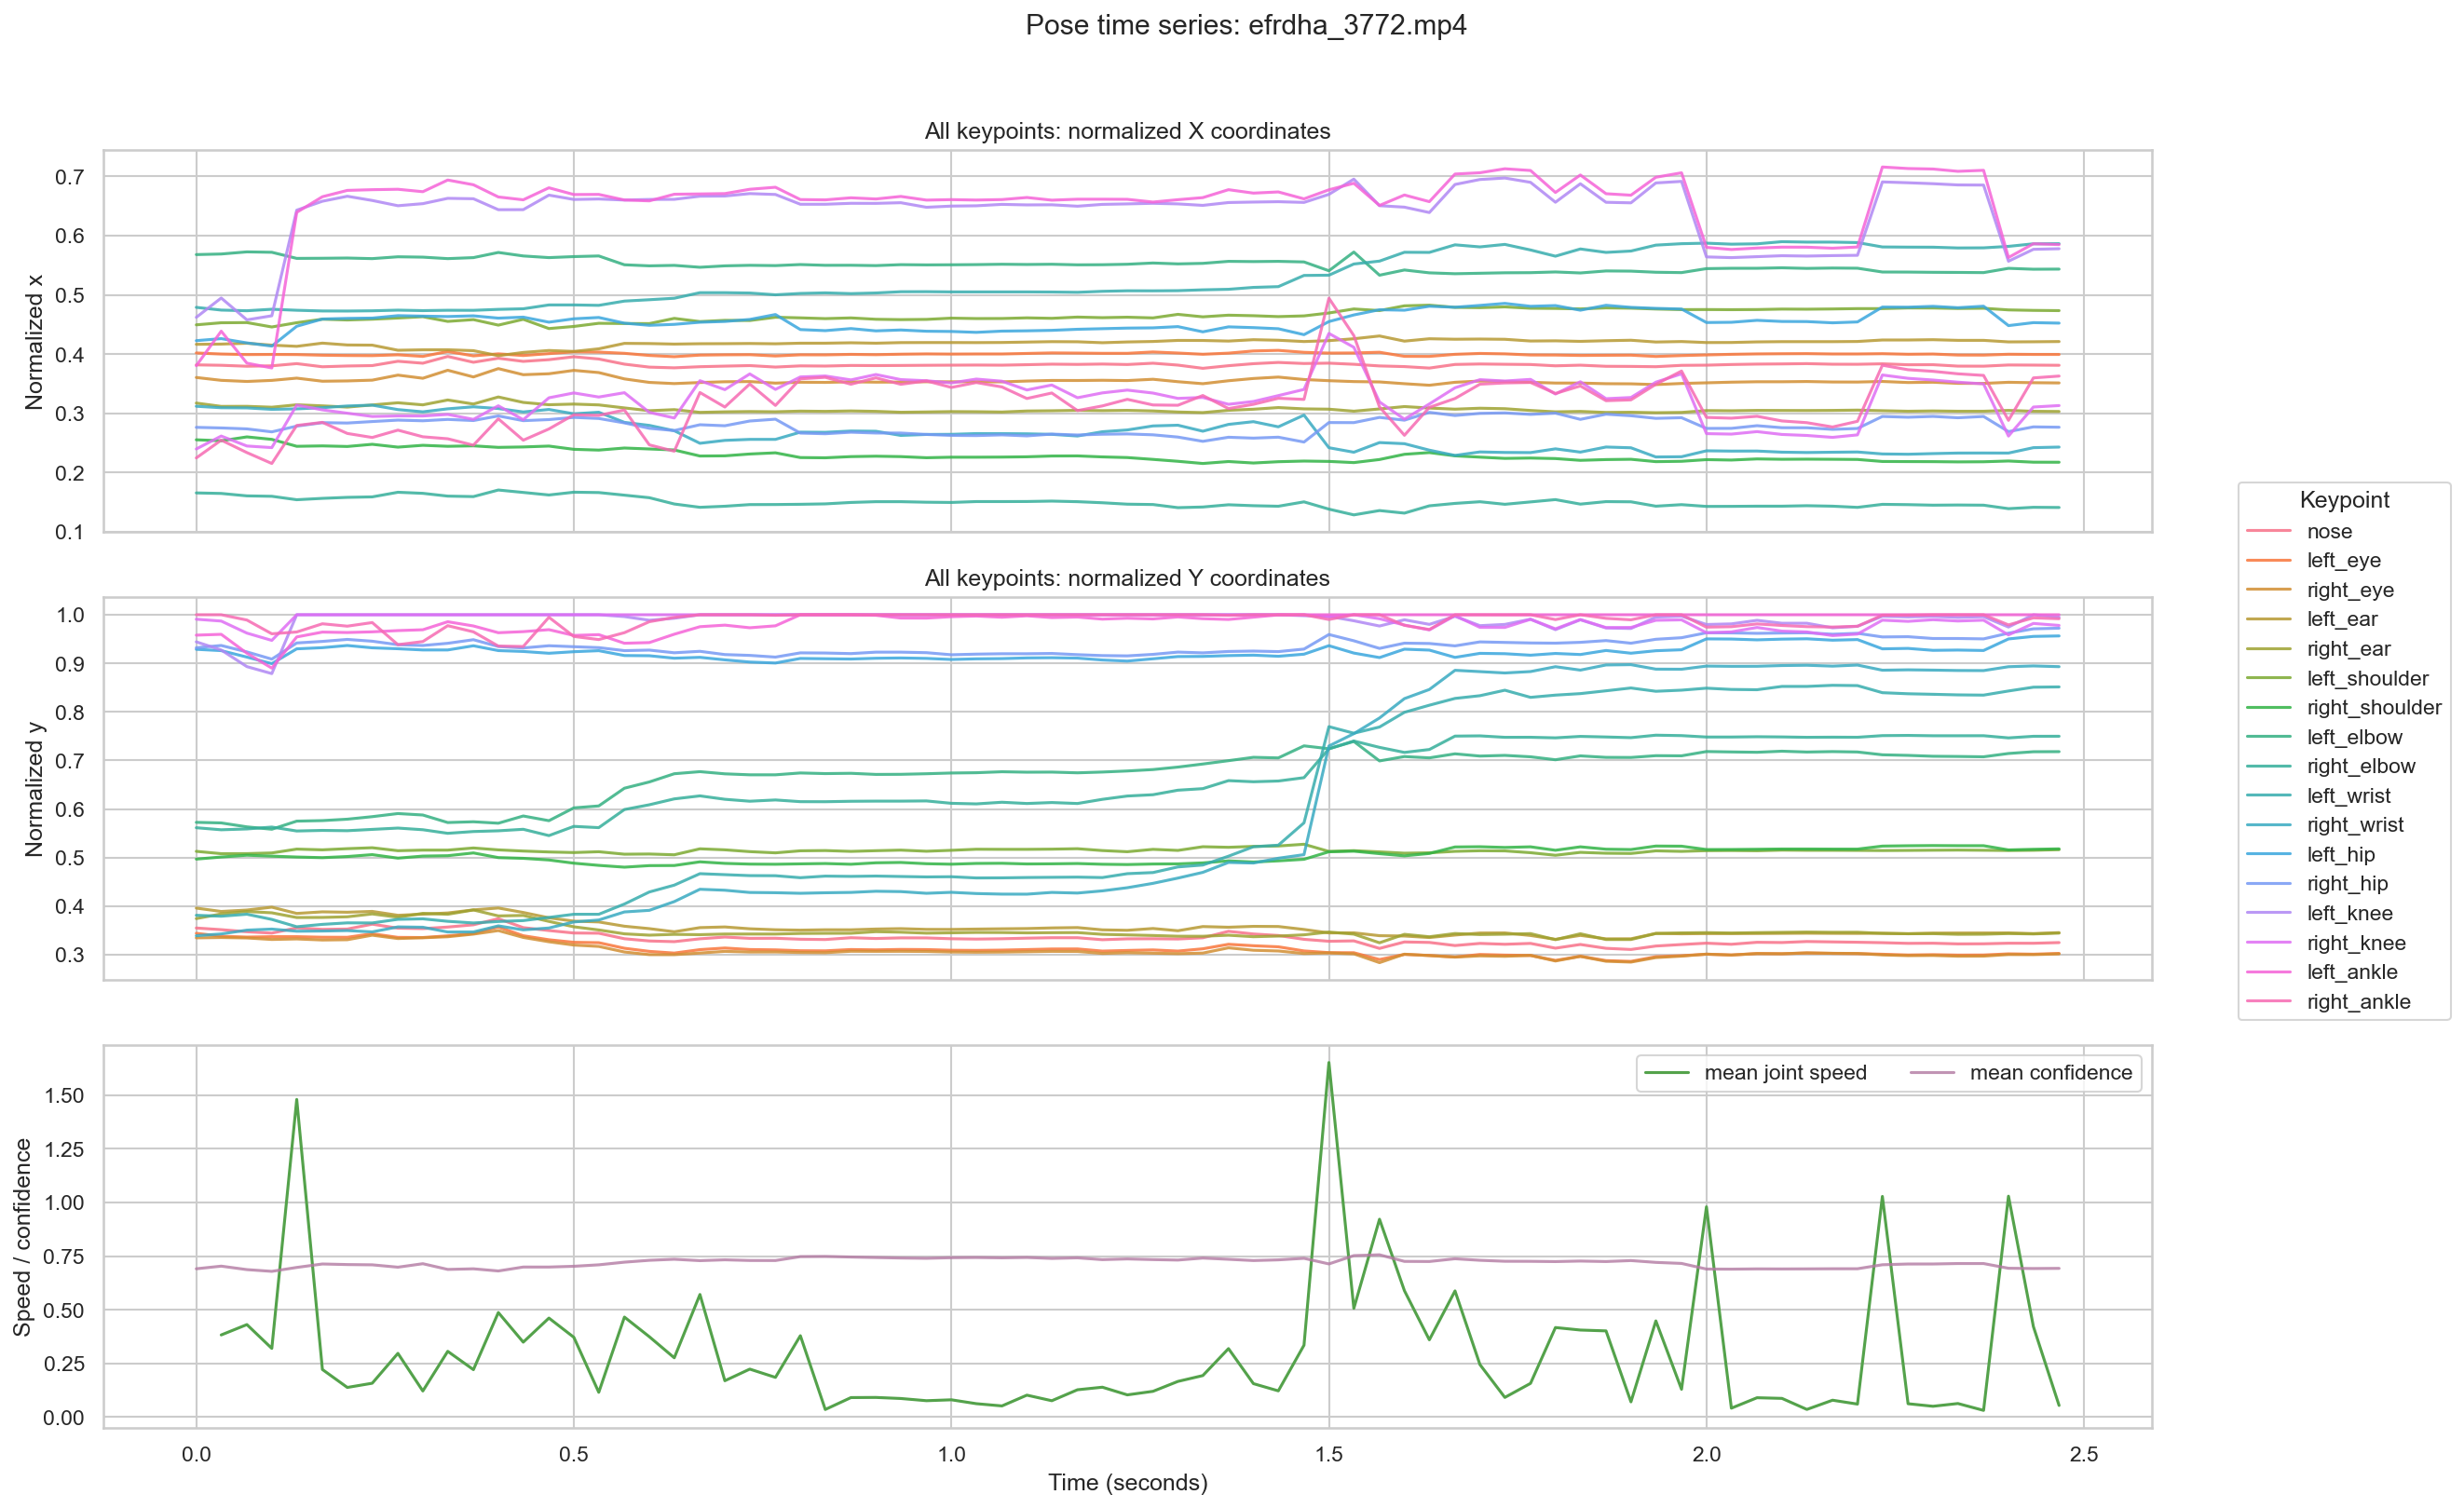 Pose time series: efrdha_3772.mp4
All keypoints: normalized X coordinates
Normalized x
0.7
0.6
0.5
0.4
0.3
0.2
0.1
All keypoints: normalized Y coordinates
Normalized y
1.0
0.9
0.8
0.7
0.6
0.5
0.4
0.3
Keypoint
nose
left_eye
right_eye
left_ear
right_ear
left_shoulder
right_shoulder
left_elbow
right_elbow
left_wrist
right_wrist
left_hip
right_hip
left_knee
right_knee
left_ankle
right_ankle
Speed / confidence
1.50
1.25
1.00
0.75
0.50
0.25
0.00
mean joint speed mean confidence
0.0 0.5 1.0 1.5 2.0 2.5
Time (seconds)